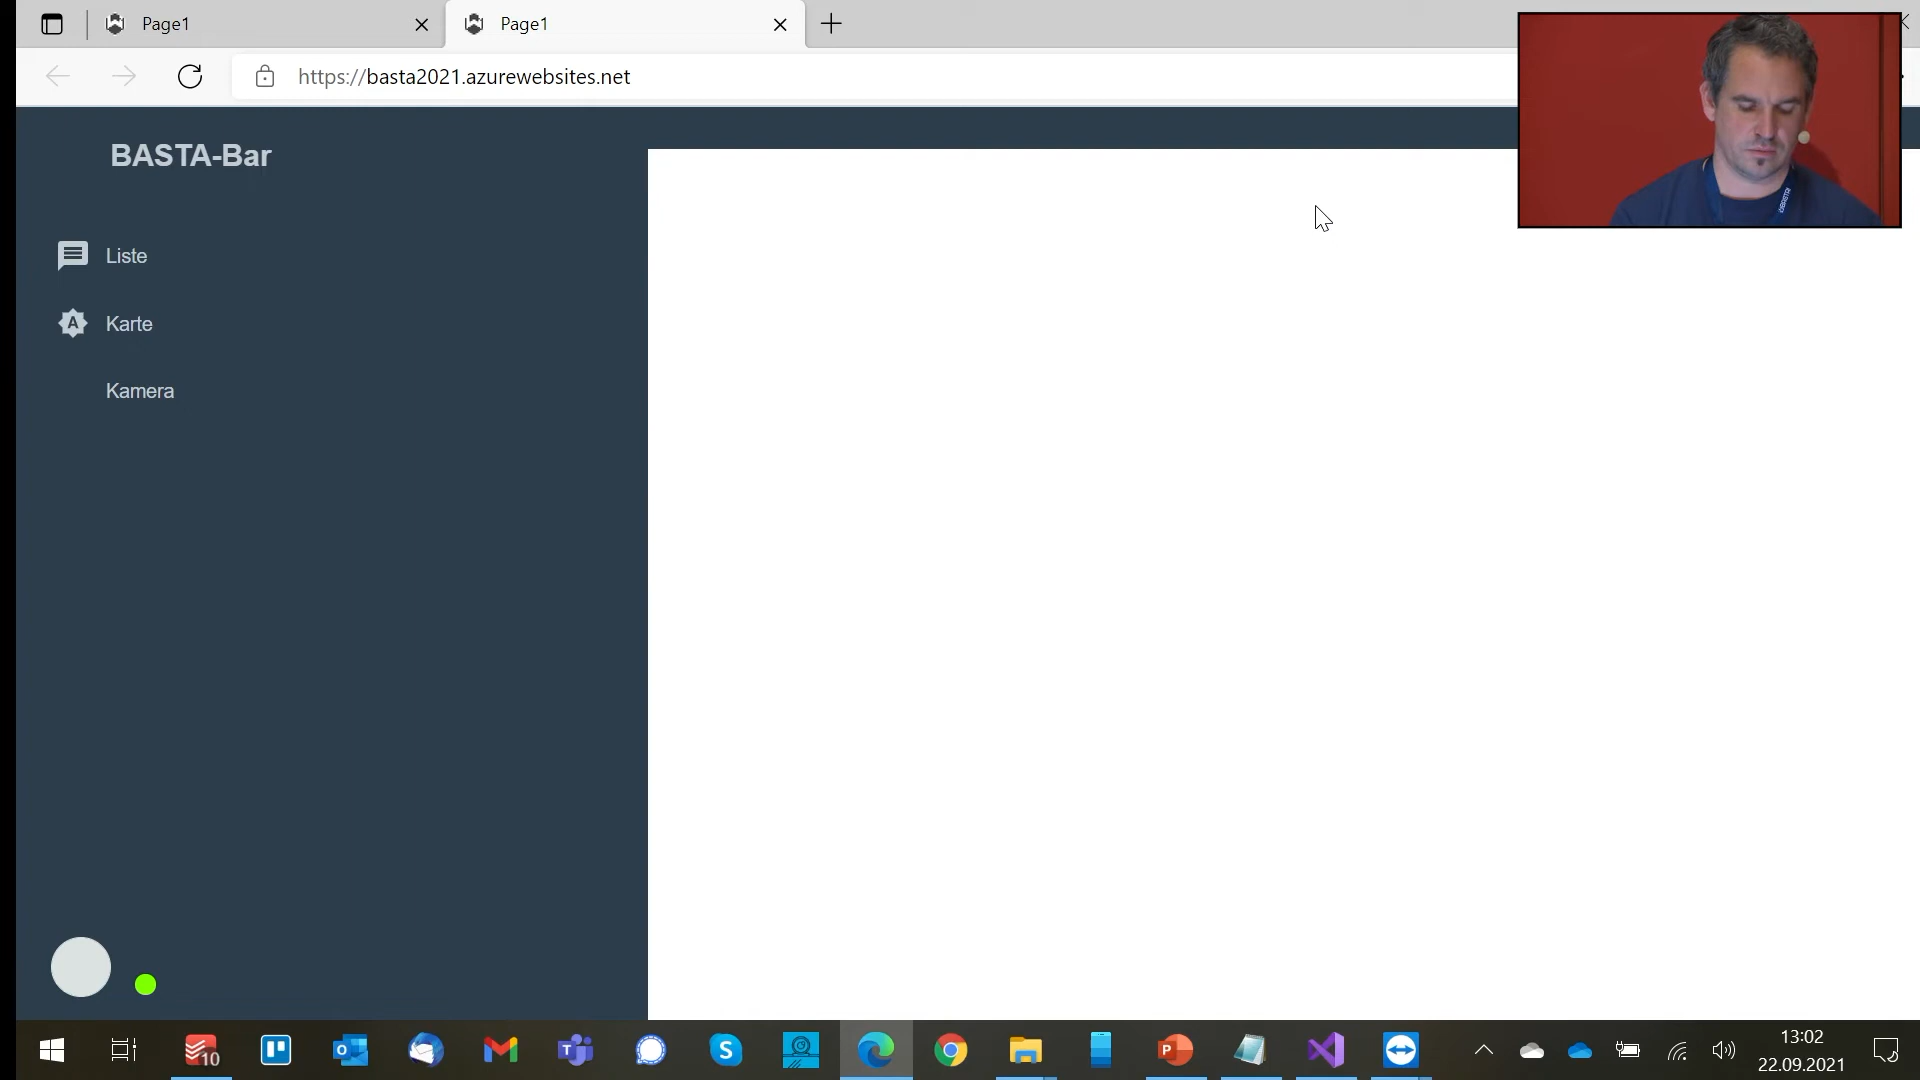 Page1
Page1
https://basta2021.azurewebsites.net
BASTA-Bar
Liste
A
Karte
Kamera
10
13:02
22.09.2021